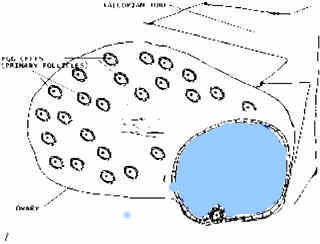 FALLOPIAN TUBE
EGG CELLS
(PRIMARY FOLLICLES)
OVARY